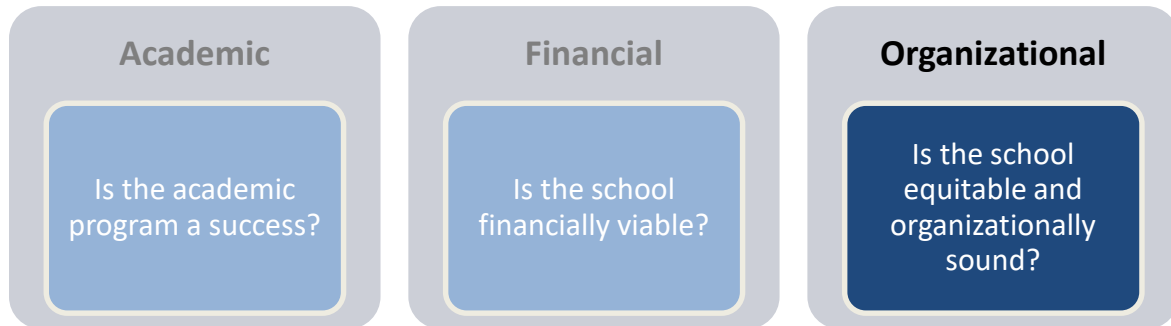 Academic
Financial
Organizational
Is the academic
program a success?
Is the school
financially viable?
Is the school
equitable and
organizationally
sound?